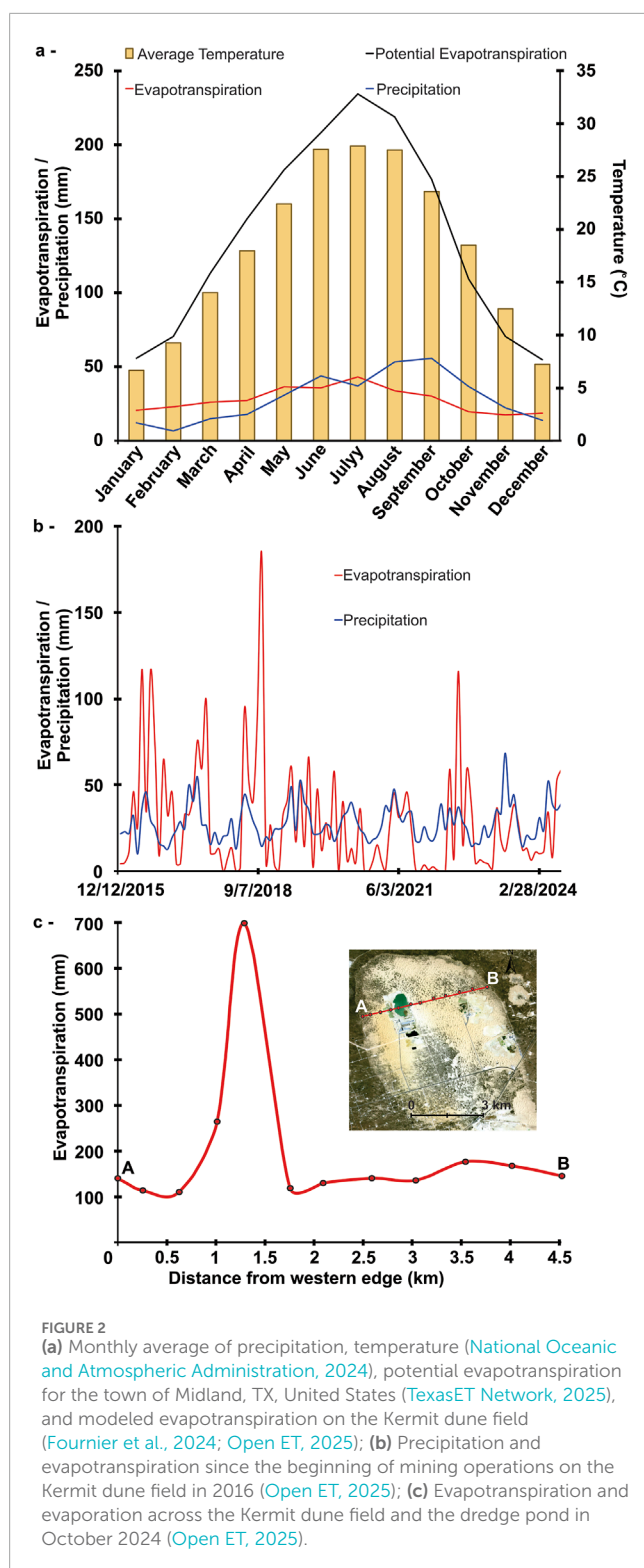 a -
Average Temperature
Potential Evapotranspiration
Evapotranspiration
Precipitation
250
200
150
100
50
0
Evapotranspiration /
Precipitation (mm)
35
30
25
20
15
10
5
0
Temperature (°C)
January
February
March
April
May
June
Julyy
August
September
October
November
December
b -
Evapotranspiration
Precipitation
200
150
100
50
0
Evapotranspiration /
Precipitation (mm)
12/12/2015
9/7/2018
6/3/2021
2/28/2024
c -
700
600
500
400
300
200
100
Evapotranspiration (mm)
A
B
A
B
0
3 km
0
0.5
1
1.5
2
2.5
3
3.5
4
4.5
Distance from western edge (km)
FIGURE 2
(a) Monthly average of precipitation, temperature (National Oceanic
and Atmospheric Administration, 2024), potential evapotranspiration
for the town of Midland, TX, United States (TexasET Network, 2025),
and modeled evapotranspiration on the Kermit dune field
(Fournier et al., 2024; Open ET, 2025); (b) Precipitation and
evapotranspiration since the beginning of mining operations on the
Kermit dune field in 2016 (Open ET, 2025); (c) Evapotranspiration and
evaporation across the Kermit dune field and the dredge pond in
October 2024 (Open ET, 2025).